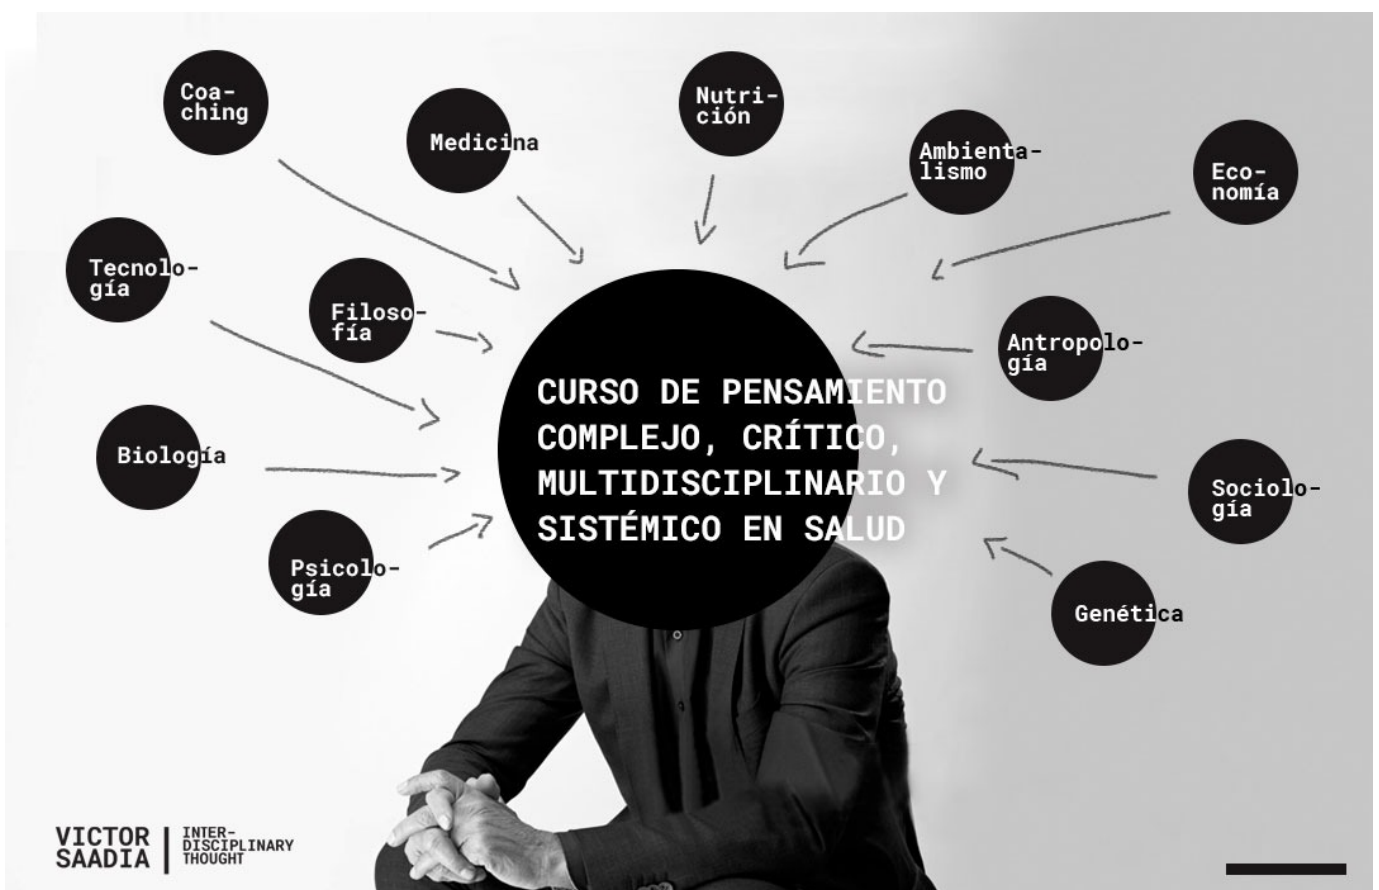 Coa-
ching
Medicina
Nutri-
ción
Ambienta-
lismo
Eco-
nomía
Tecnolo-
gía
Filoso-
fía
Antropolo-
gía
CURSO DE PENSAMIENTO
COMPLEJO, CRÍTICO,
MULTIDISCIPLINARIO Y
SISTÉMICO EN SALUD
Biología
Sociolo-
gía
Psicolo-
gía
Genética
VICTOR
SAADIA
INTER-
DISCIPLINARY
THOUGHT